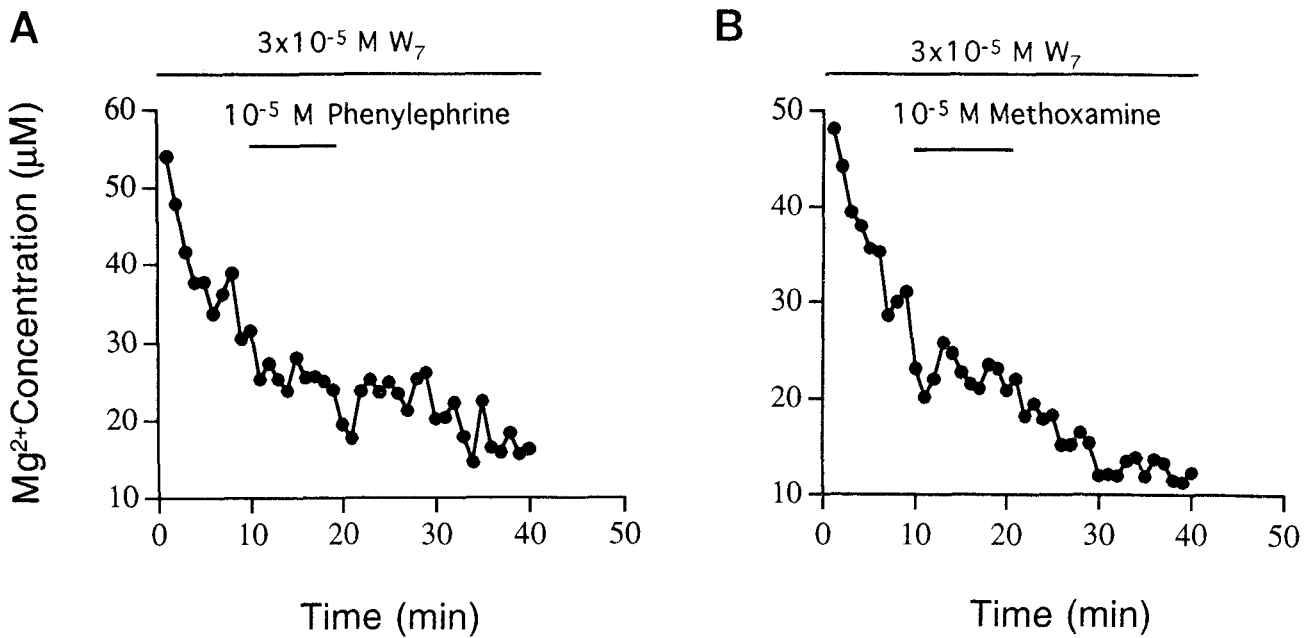 A
3x10⁻⁵ M W₇
10⁻⁵ M Phenylephrine
Mg²⁺Concentration (μM)
60
50
40
30
20
10
0 10 20 30 40 50
Time (min)
B
3x10⁻⁵ M W₇
10⁻⁵ M Methoxamine
50
40
30
20
10
0 10 20 30 40 50
Time (min)